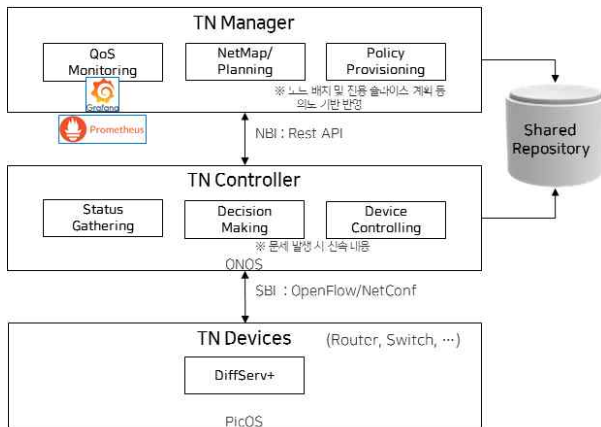 TN Manager
QoS
Monitoring
NetMap/
Planning
Policy
Provisioning
Grafana
Prometheus
※ 노드 배치 및 전용 슬라이스 계획 등
의도 기반 반영
NBI : Rest API
Shared
Repository
TN Controller
Status
Gathering
Decision
Making
Device
Controlling
※ 문제 발생 시 신속 대응
ONOS
SBI : OpenFlow/NetConf
TN Devices (Router, Switch, ⋯)
DiffServ+
PicOS